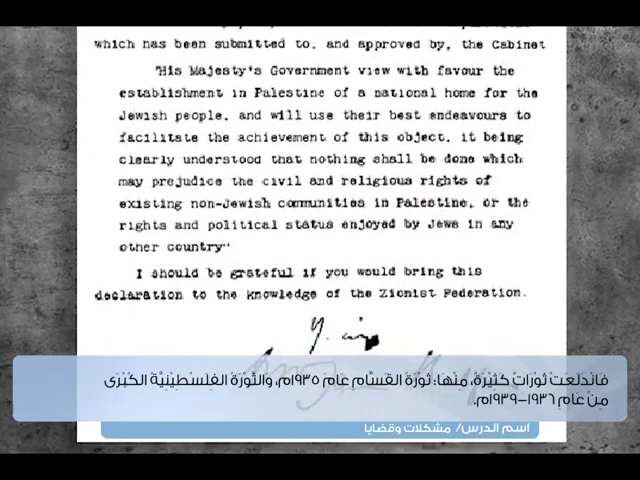 which has been submitted to, and approved by, the Cabinet
"His Majesty's Government view with favour the
establishment in Palestine of a national home for the
Jewish people, and will use their best endeavours to
facilitate the achievement of this object, it being
clearly understood that nothing shall be done which
may prejudice the civil and religious rights of
existing non-Jewish communities in Palestine, or the
rights and political status enjoyed by Jews in any
other country"
I should be grateful if you would bring this
declaration to the knowledge of the Zionist Federation.
فَانْدَلَعَتْ ثَوْرَاتٌ كَثِيرَةٌ، مِنْهَا: ثَوْرَةُ القَسَّامِ عَامَ ١٩٣٥م، والثَّوْرَةُ الفِلَسْطِينِيَّةُ الكُبْرَى
مِنْ عَامِ ١٩٣٦-١٩٣٩م.
اسم الدرس/ مشكلات وقضايا